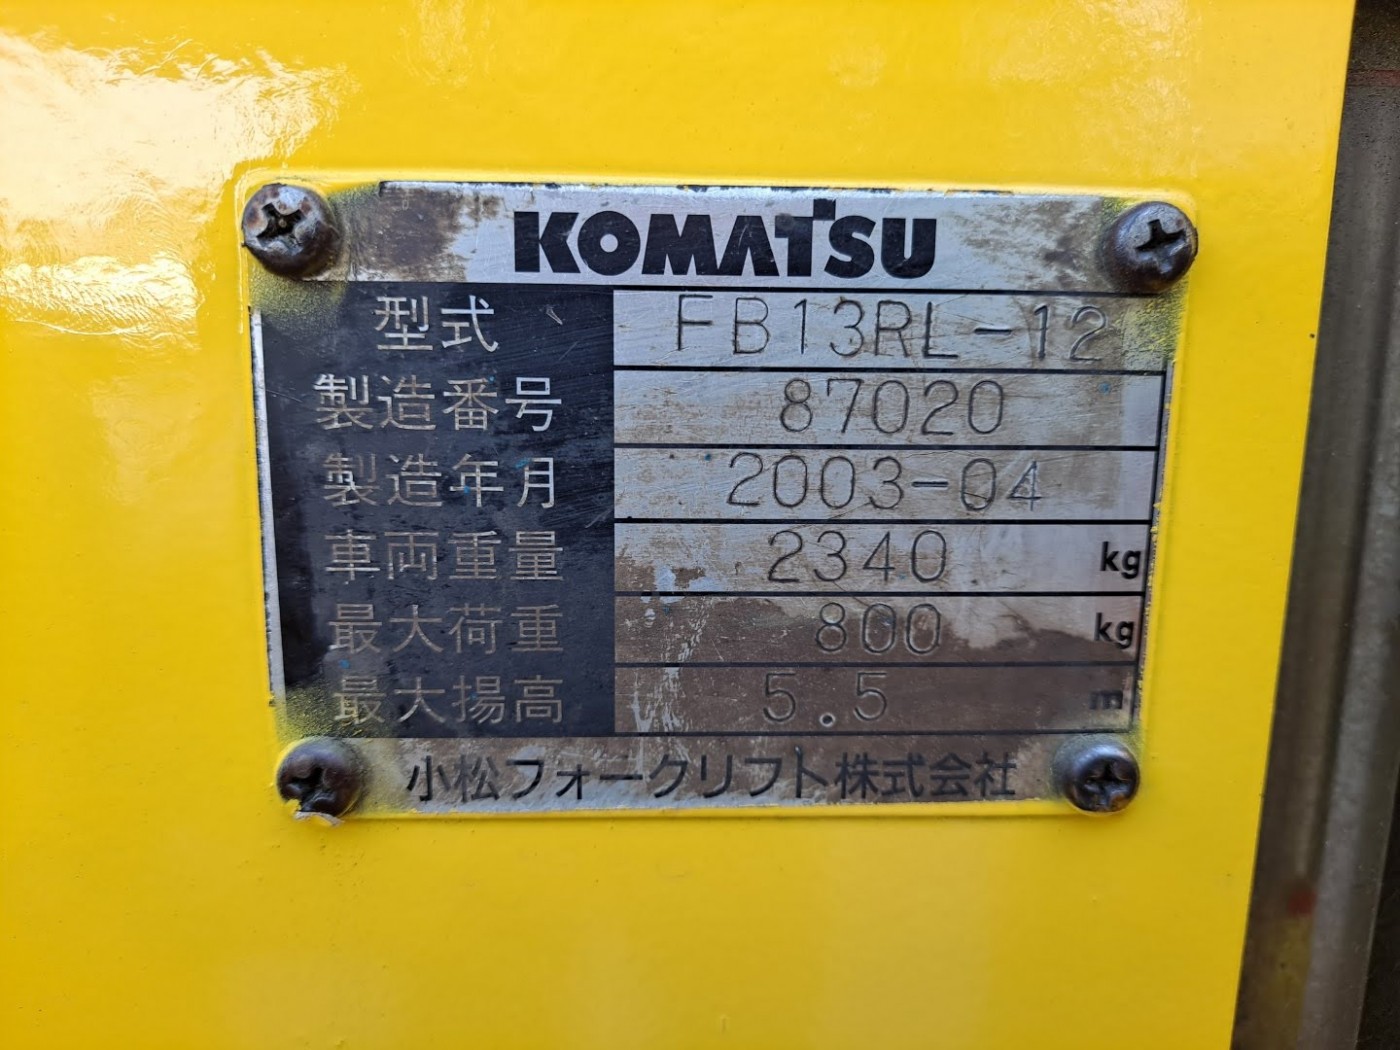 KOMATSU
型式 FB13RL-12
製造番号 87020
製造年月 2003-04
車両重量 2340 kg
最大荷重 800 kg
最大揚高 5.5 m
小松フォークリフト株式会社